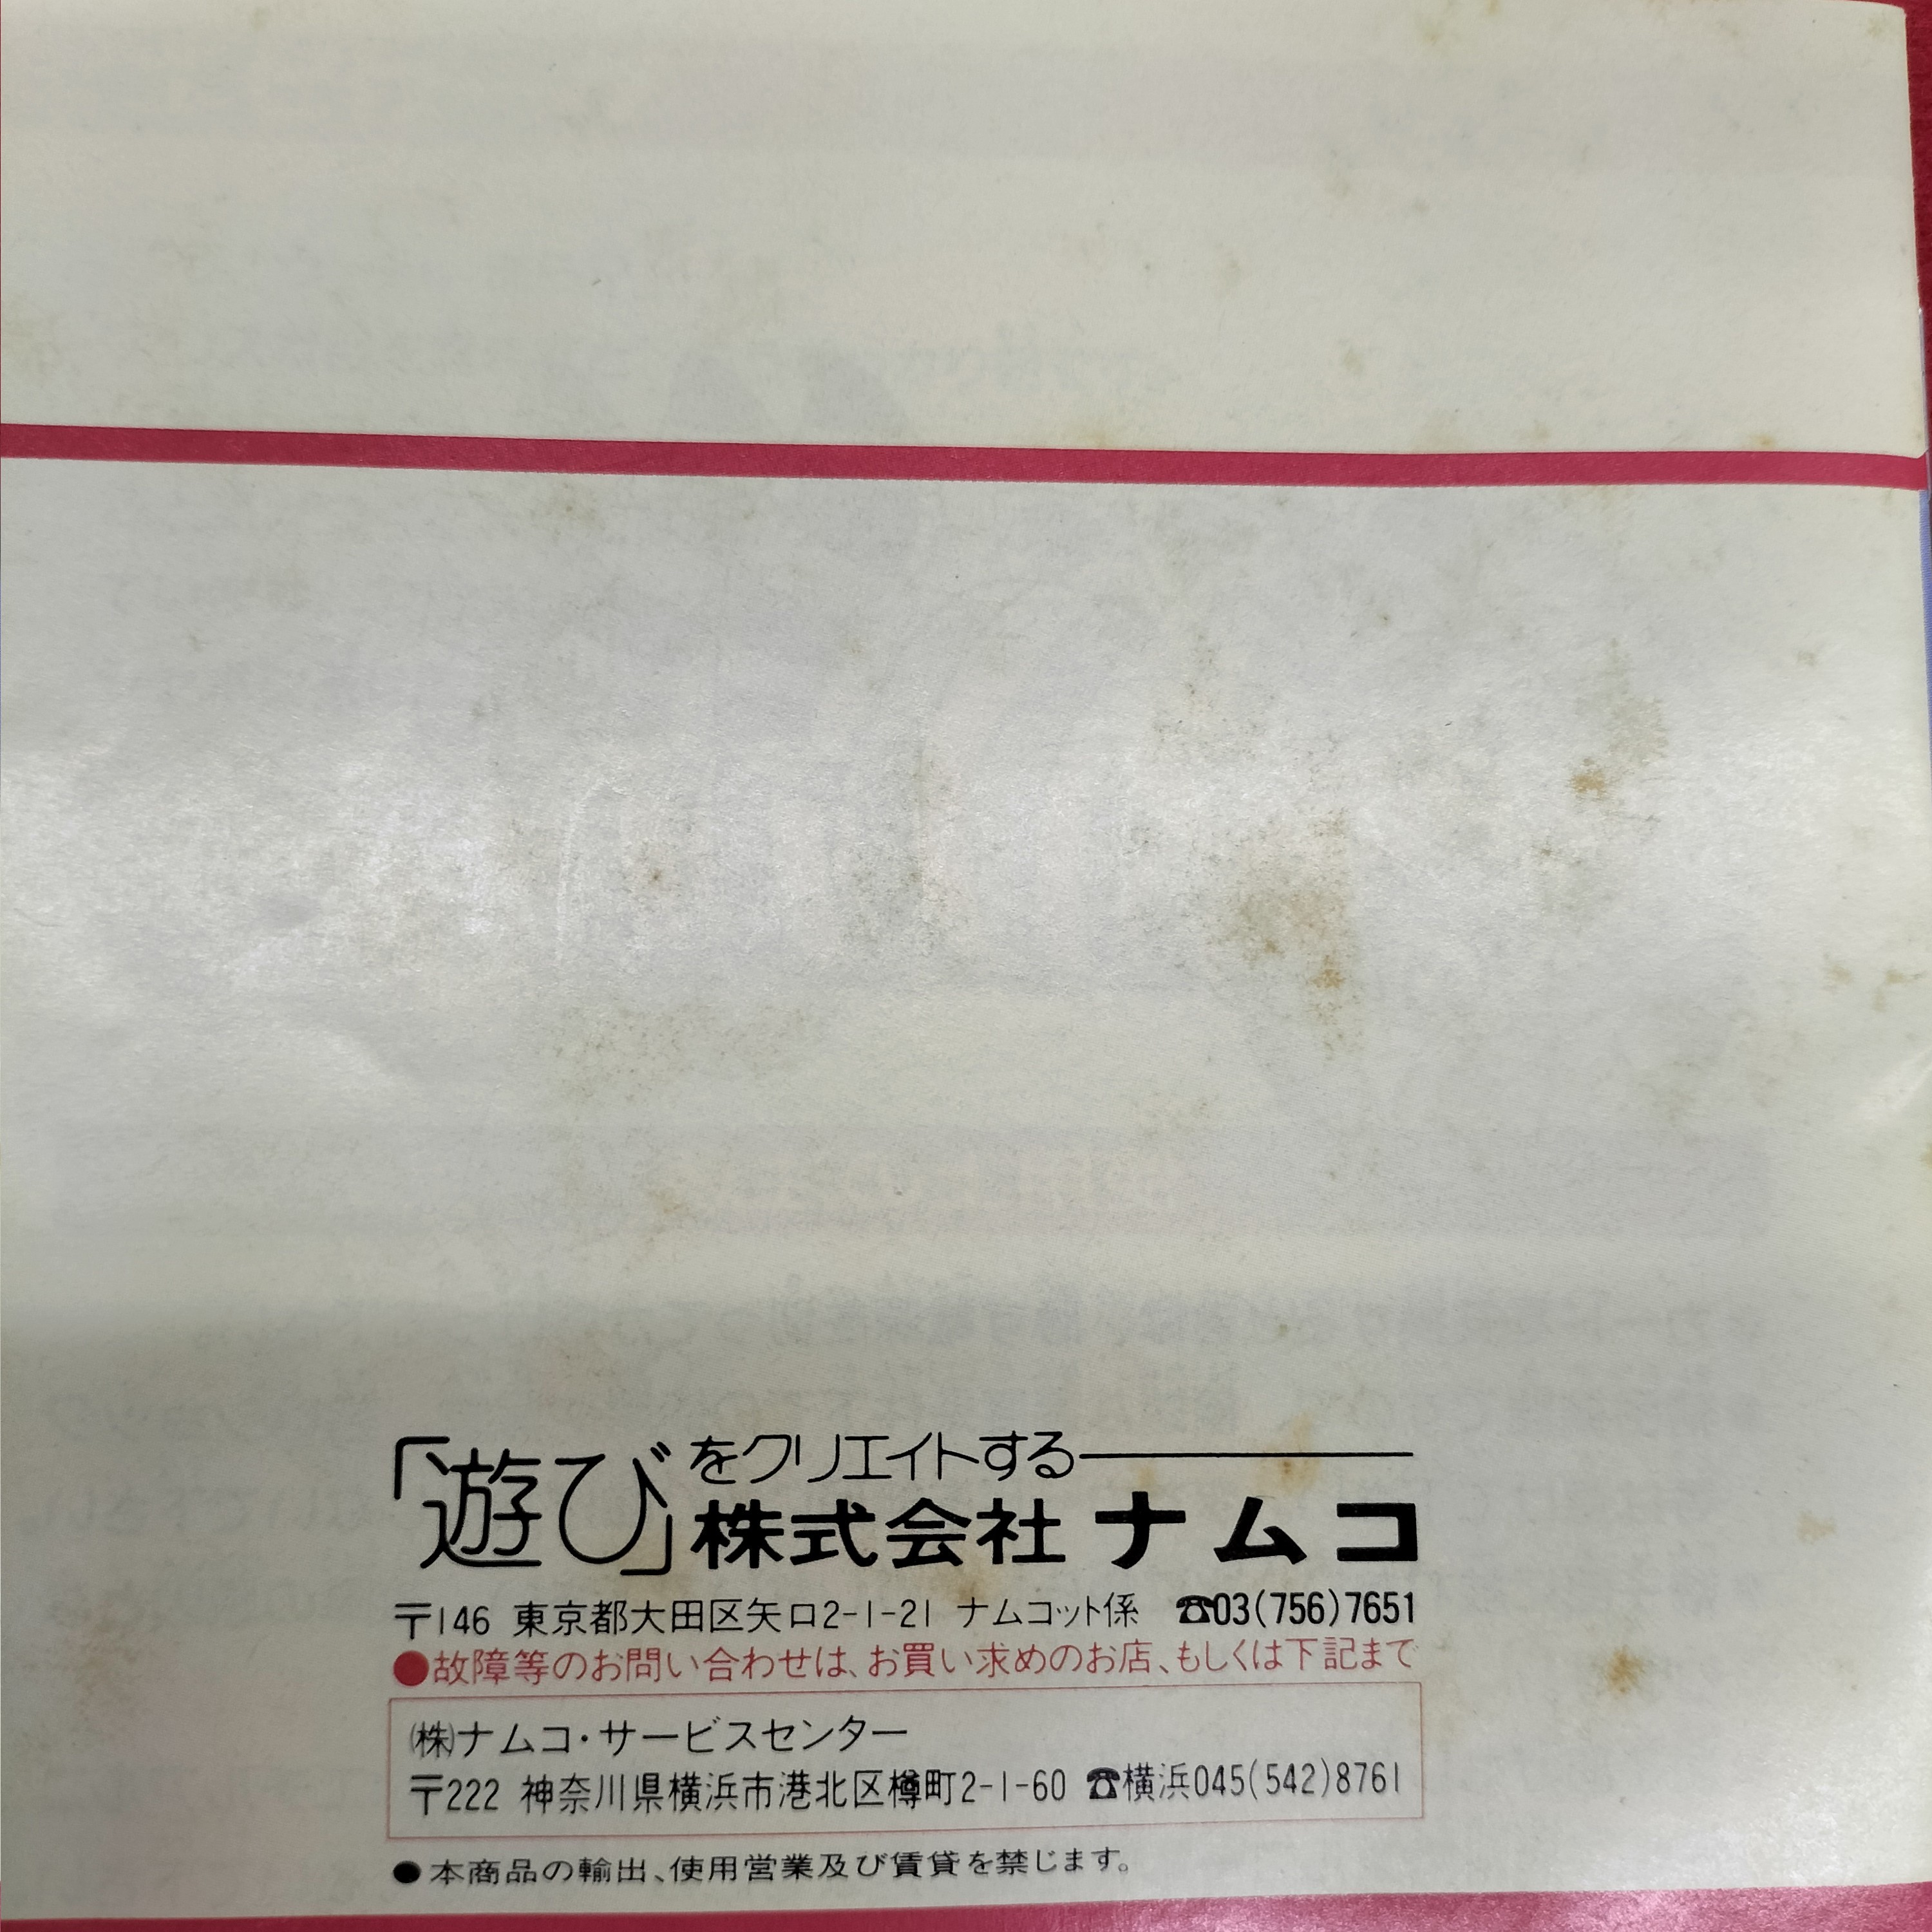 「遊び」をクリエイトする
株式会社ナムコ
〒146 東京都大田区矢口2-1-21 ナムコット係 ☎03(756)7651
●故障等のお問い合わせは、お買い求めのお店、もしくは下記まで
㈱ナムコ・サービスセンター
〒222 神奈川県横浜市港北区樽町2-1-60 ☎横浜045(542)8761
●本商品の輸出、使用営業及び賃貸を禁じます。